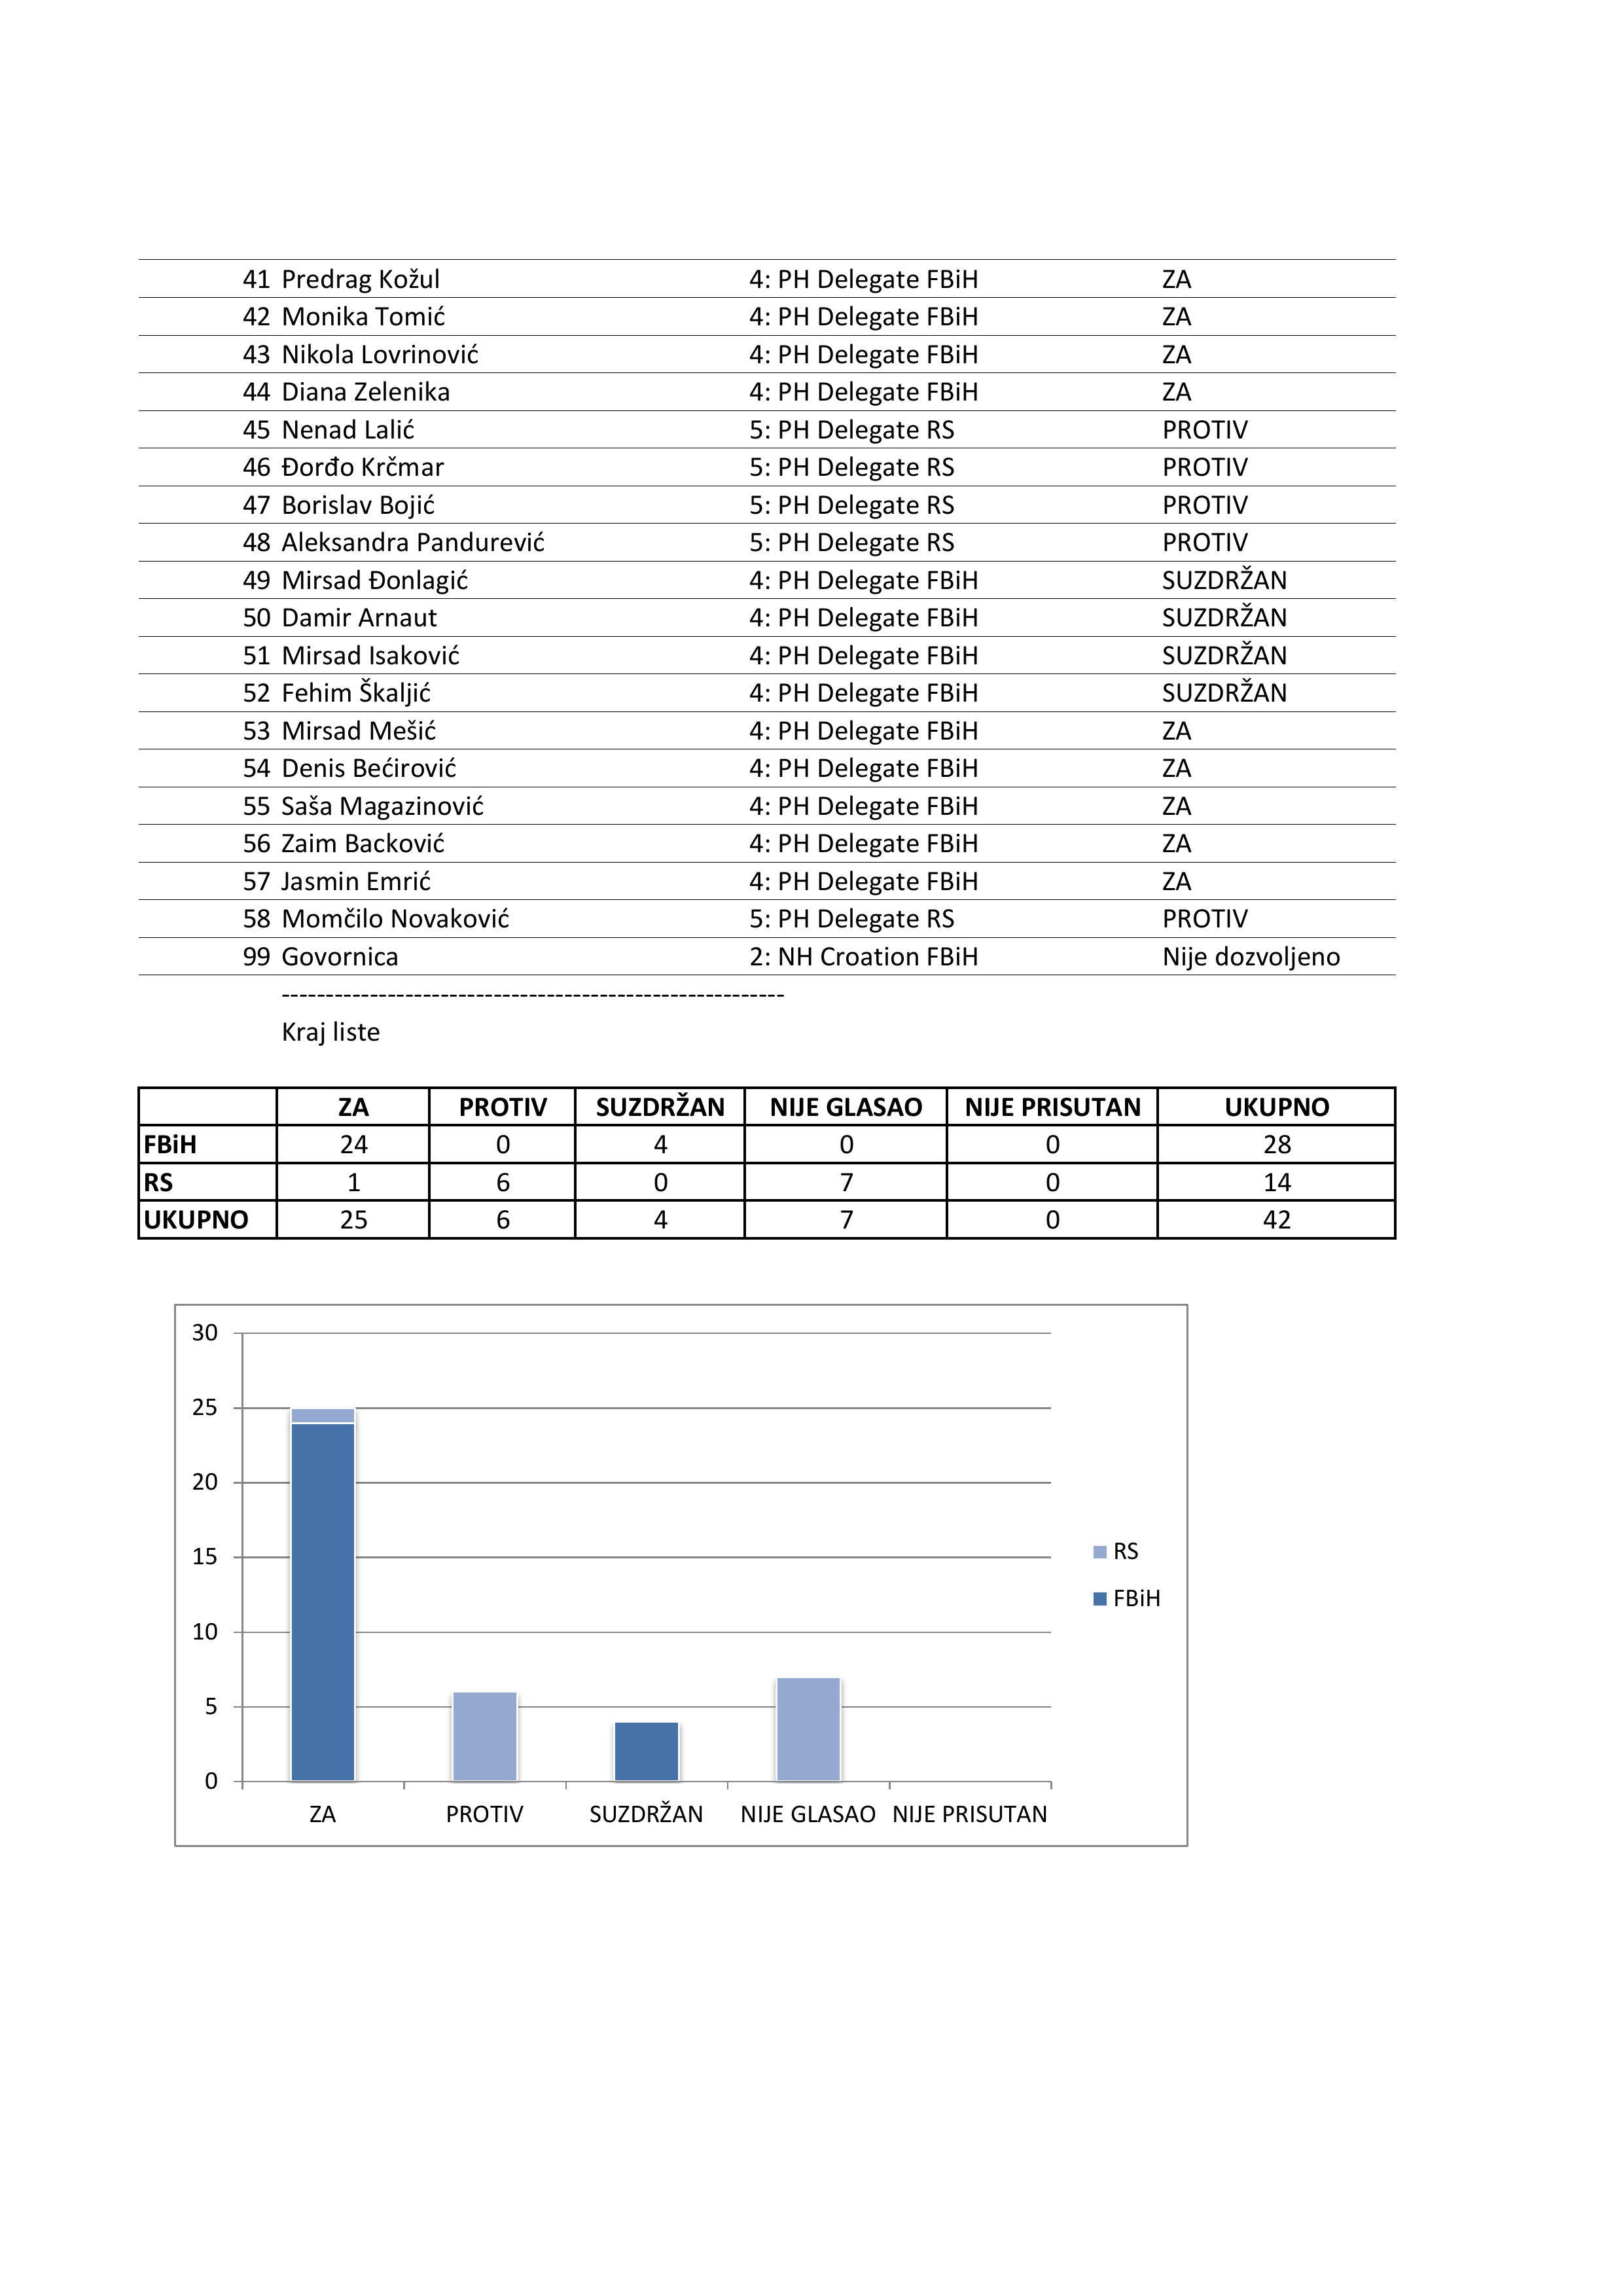 41 Predrag Kožul 4: PH Delegate FBiH ZA
42 Monika Tomić 4: PH Delegate FBiH ZA
43 Nikola Lovrinović 4: PH Delegate FBiH ZA
44 Diana Zelenika 4: PH Delegate FBiH ZA
45 Nenad Lalić 5: PH Delegate RS PROTIV
46 Đorđo Krčmar 5: PH Delegate RS PROTIV
47 Borislav Bojić 5: PH Delegate RS PROTIV
48 Aleksandra Pandurević 5: PH Delegate RS PROTIV
49 Mirsad Đonlagić 4: PH Delegate FBiH SUZDRŽAN
50 Damir Arnaut 4: PH Delegate FBiH SUZDRŽAN
51 Mirsad Isaković 4: PH Delegate FBiH SUZDRŽAN
52 Fehim Škaljić 4: PH Delegate FBiH SUZDRŽAN
53 Mirsad Mešić 4: PH Delegate FBiH ZA
54 Denis Bećirović 4: PH Delegate FBiH ZA
55 Saša Magazinović 4: PH Delegate FBiH ZA
56 Zaim Backović 4: PH Delegate FBiH ZA
57 Jasmin Emrić 4: PH Delegate FBiH ZA
58 Momčilo Novaković 5: PH Delegate RS PROTIV
99 Govornica 2: NH Croation FBiH Nije dozvoljeno
---------------------------------------------------------
Kraj liste
ZA PROTIV SUZDRŽAN NIJE GLASAO NIJE PRISUTAN UKUPNO
FBiH 24 0 4 0 0 28
RS 1 6 0 7 0 14
UKUPNO 25 6 4 7 0 42
30
25
20
15
10
5
0
ZA PROTIV SUZDRŽAN NIJE GLASAO NIJE PRISUTAN
RS
FBiH